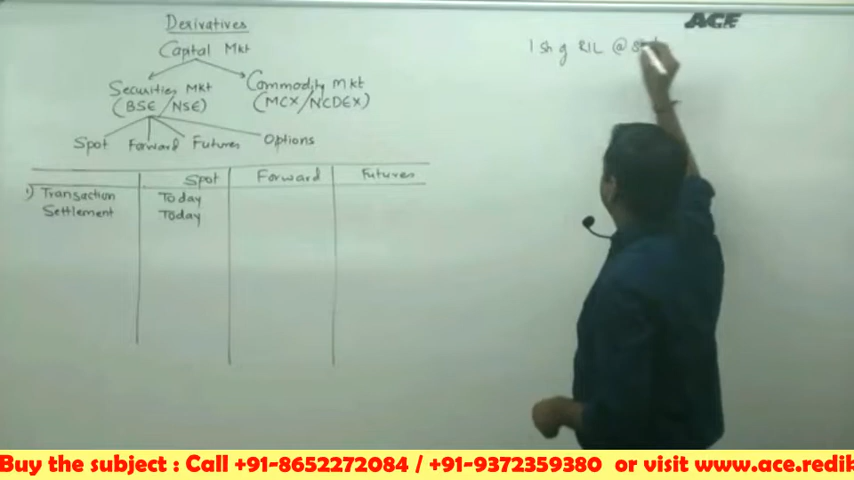 ACE
Derivatives
Capital Mkt
1 sh g RIL @
Securities Mkt
(BSE/NSE)
Commodity Mkt
(MCX/NCDEX)
Spot Forward Futures Options
Spot Forward Futures
1) Transaction Today
Settlement Today
Buy the subject : Call +91-8652272084 / +91-9372359380 or visit www.ace.redik